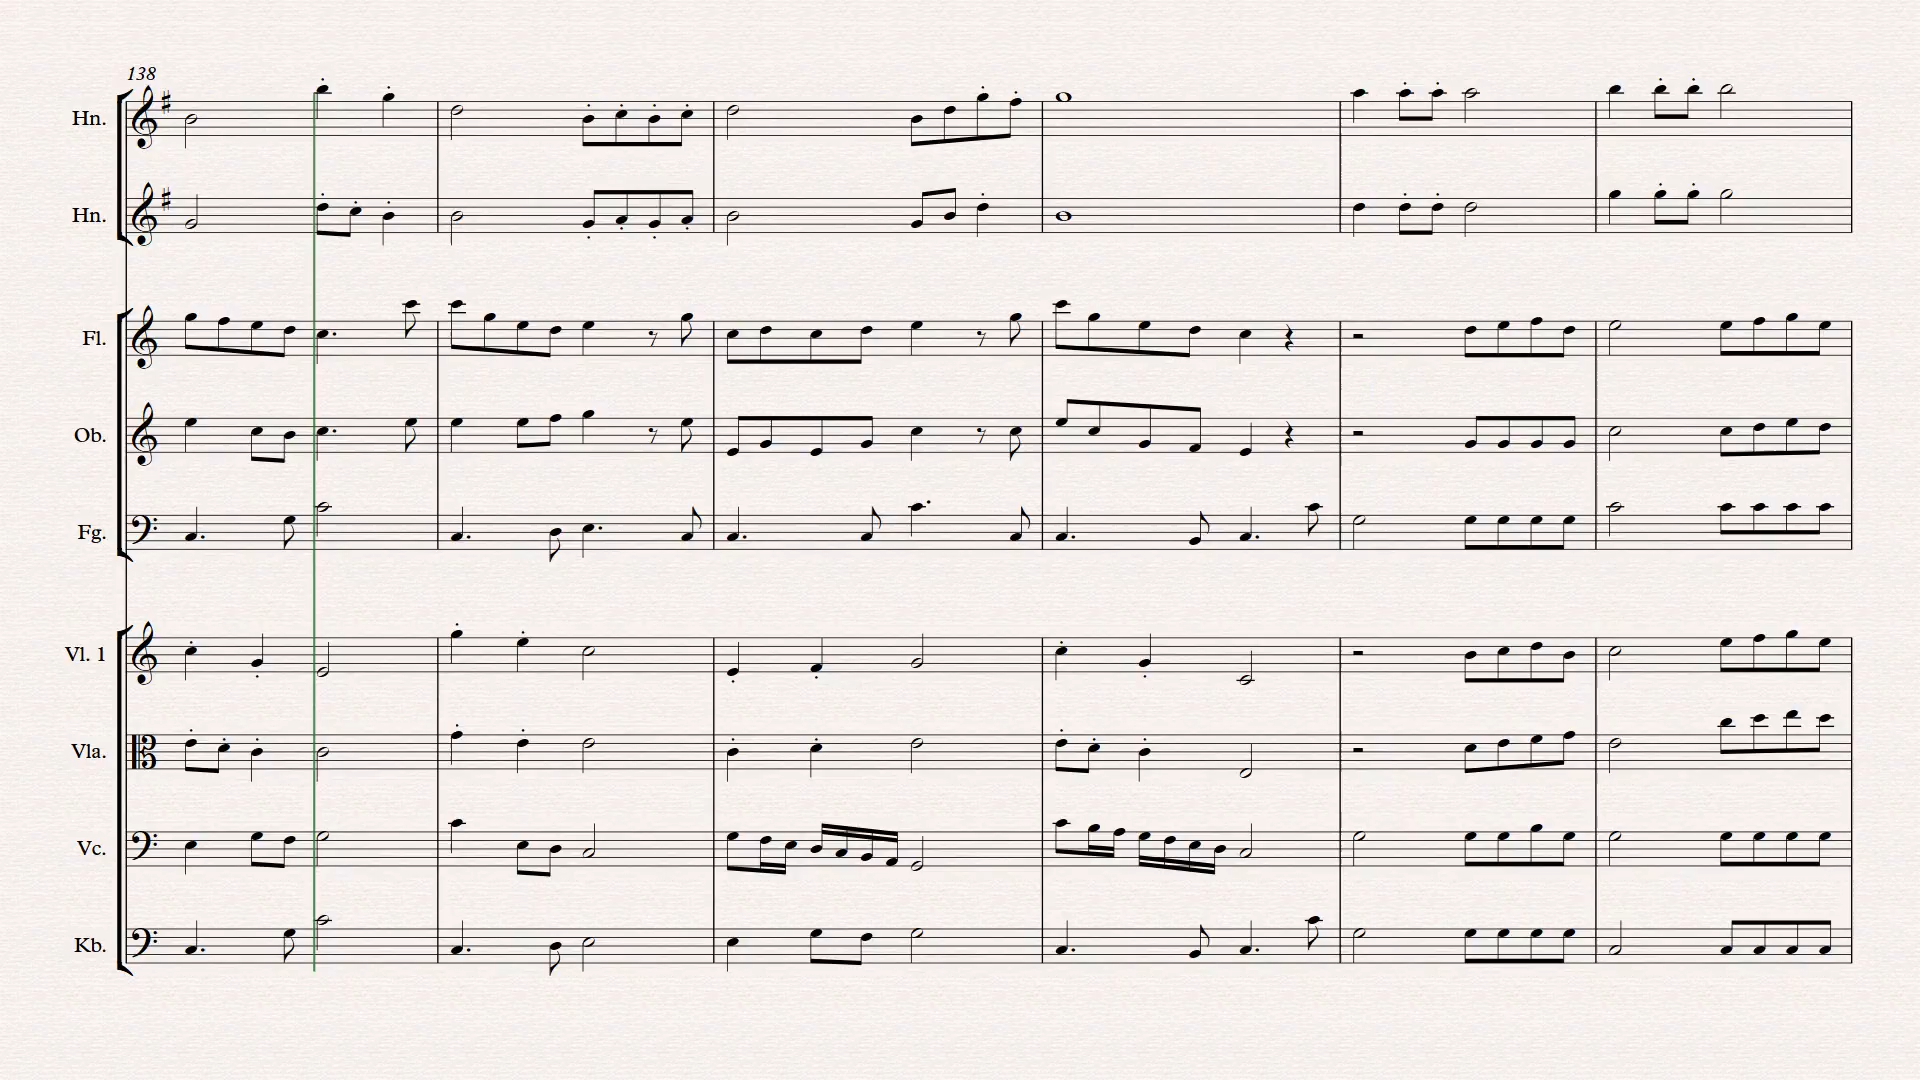 138
Hn.
Hn.
Fl.
Ob.
Fg.
Vl. 1
Vla.
Vc.
Kb.